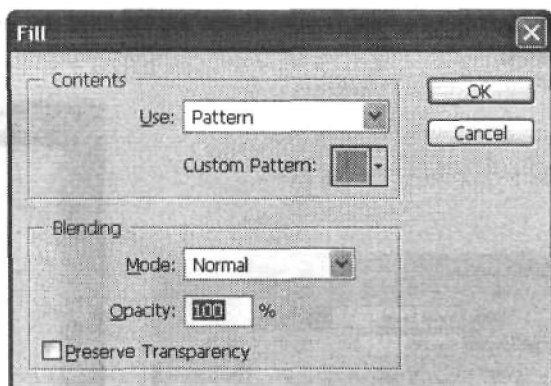 Fill
Contents
Use: Pattern
Custom Pattern:
OK
Cancel
Blending
Mode: Normal
Opacity: 100 %
Preserve Transparency